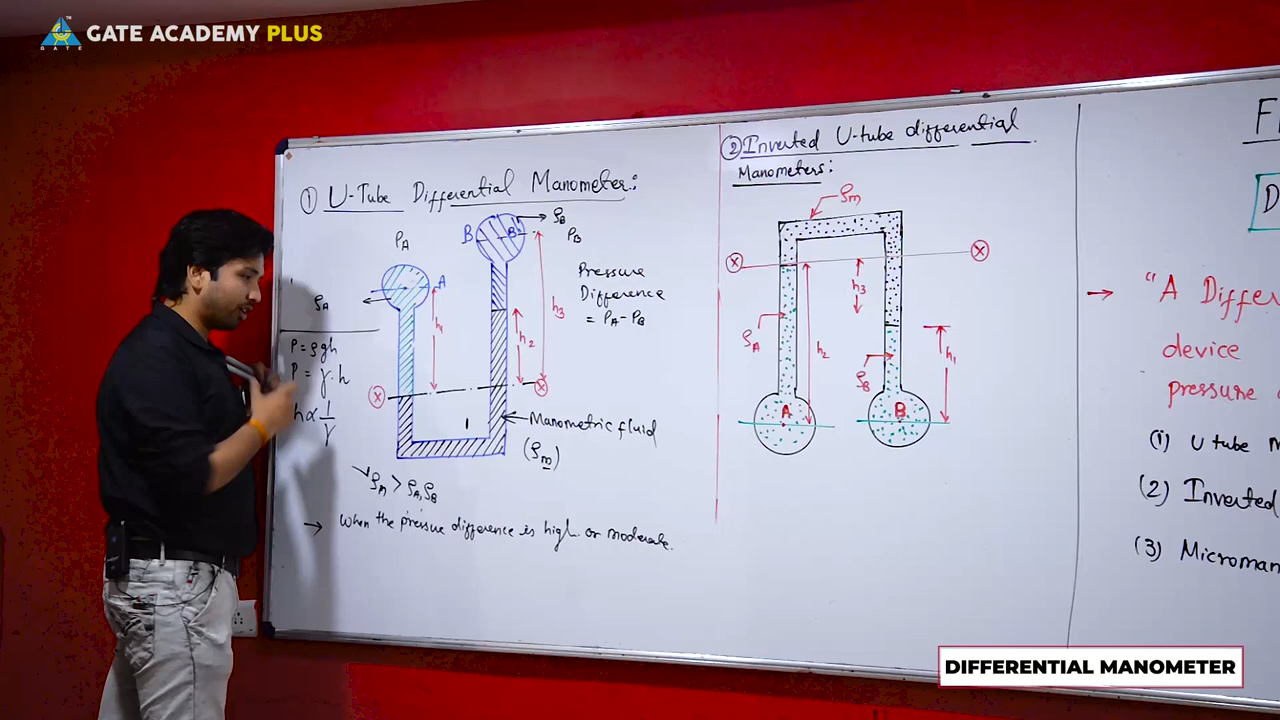 GATE ACADEMY PLUS
GATE
① U-Tube Differential Manometer:
PA
A
ρA
B
B
ρB
PB
h1
h2
h3
Pressure
Difference
= PA - PB
P = ρgh
P = γ.h
h ∝ 1/γ
X
X
Manometric fluid
(ρm)
ρm > ρA, ρB
→ When the pressure difference is high or moderate.
② Inverted U-tube differential
Manometers:
ρm
X
X
h3
ρA
h2
ρB
h1
A
B
F
D
→ "A Differ
device
pressure
(i) U tube M
(2) Inverted
(3) Microman
DIFFERENTIAL MANOMETER